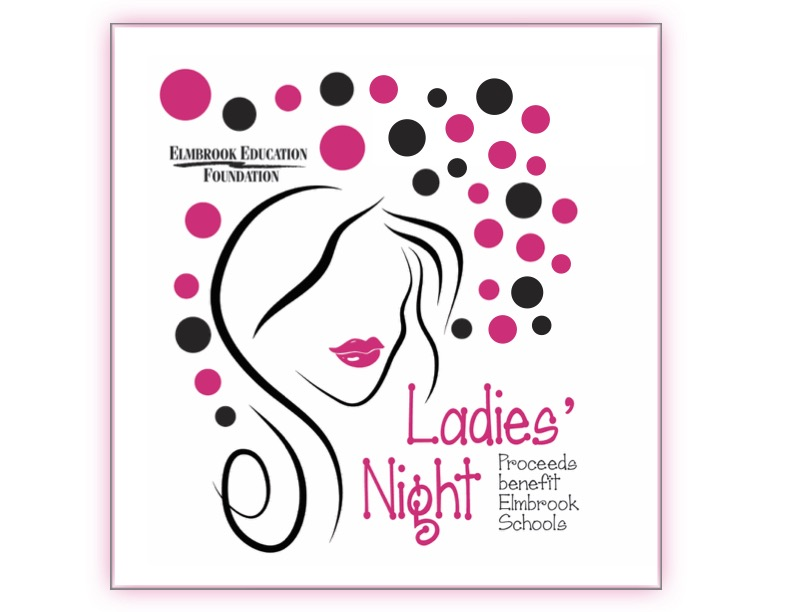 Elmbrook Education
Foundation
Ladies'
Night
Proceeds
benefit
Elmbrook
Schools